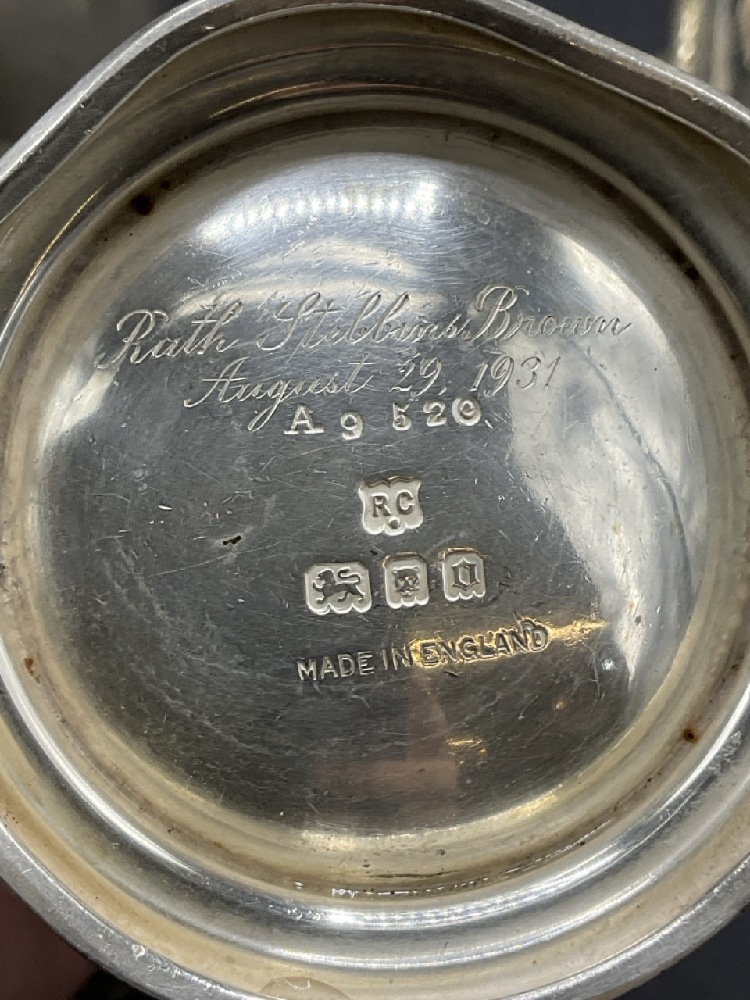 Ruth Stebbins Brown
August 29, 1931
A 9 520
RC
MADE IN ENGLAND